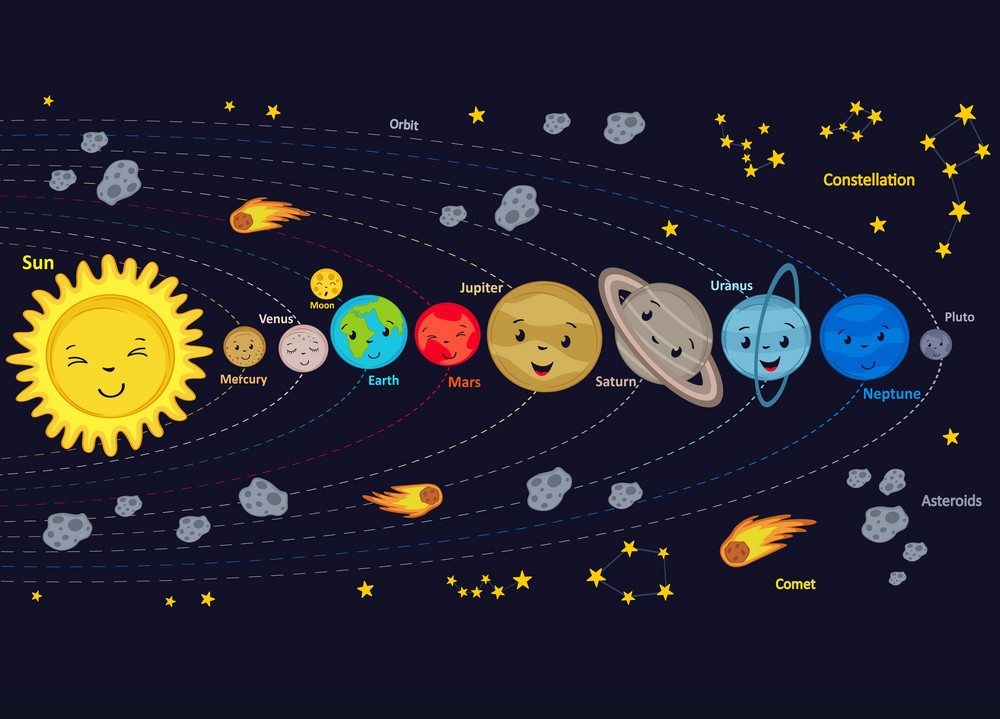 Orbit
Constellation
Sun
Moon
Jupiter
Uranus
Venus
Pluto
Mercury
Earth
Mars
Saturn
Neptune
Asteroids
Comet